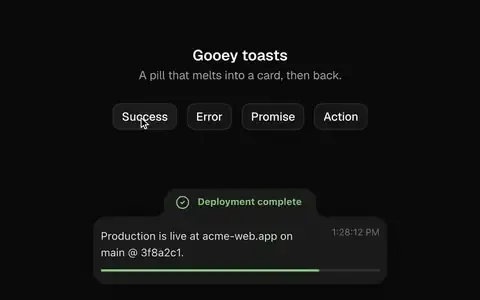 Gooey toasts
A pill that melts into a card, then back.
Success Error Promise Action
Deployment complete
Production is live at acme-web.app on 1:28:12 PM
main @ 3f8a2c1.